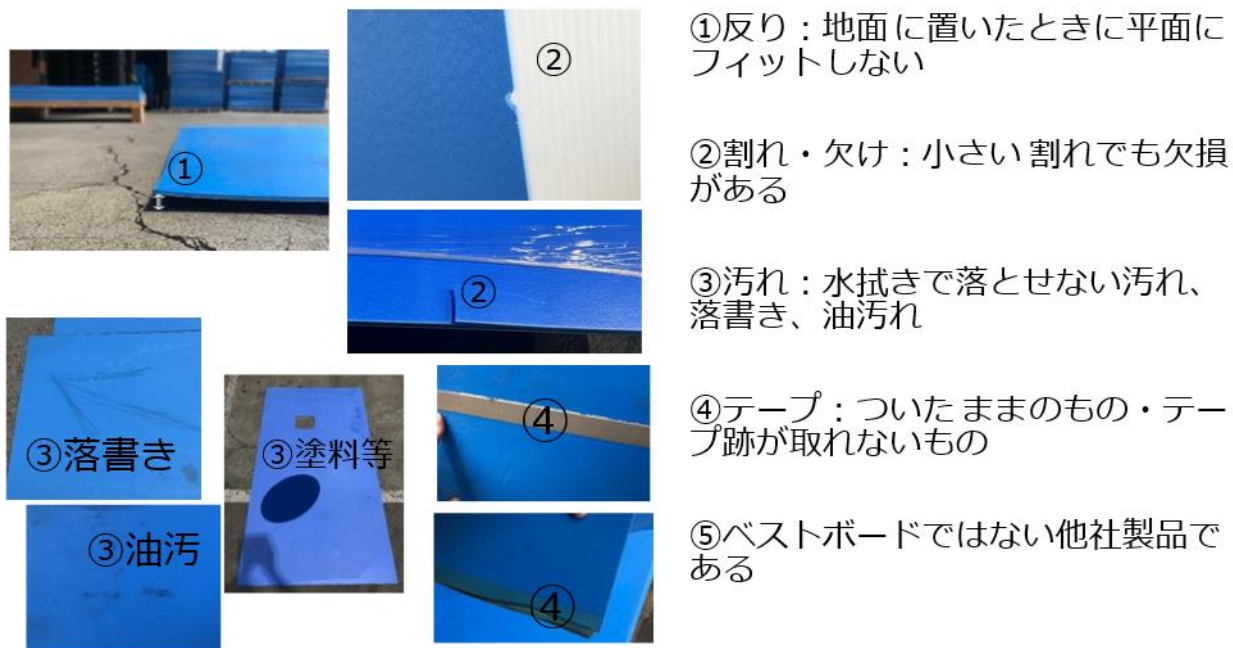 ①
②
②
③落書き
③塗料等
③油汚
④
④
①反り：地面に置いたときに平面に
フィットしない
②割れ・欠け：小さい割れでも欠損
がある
③汚れ：水拭きで落とせない汚れ、
落書き、油汚れ
④テープ：ついたままのもの・テー
プ跡が取れないもの
⑤ベストボードではない他社製品で
ある